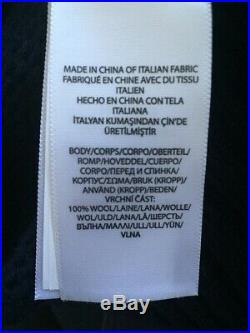 MADE IN CHINA OF ITALIAN FABRIC
FABRIQUÉ EN CHINE AVEC DU TISSU
ITALIEN
HECHO EN CHINA CON TELA
ITALIANA
İTALYAN KUMAŞINDAN ÇİN'DE
ÜRETİLMİŞTİR
BODY/CORPS/CORPO/OBERTEIL/
ROMP/HOVEDDEL/CUERPO
/CORPO/ПЕРЕД И СПИНКА/
КОРПУС/ΣΩΜΑ/BRUK A (KROPP)/
ANVÄND (KROPP)/BEDEN/
VRCHNÍ ČÁST:
100% WOOL/LAINE/LANA/WOLLE/
WOL/ULD/LANA/LÃ/ШЕРСТЬ/
ВЪЛНА/ΜΑΛΛΙ/ULL/ULL/YÜN/
VLNA